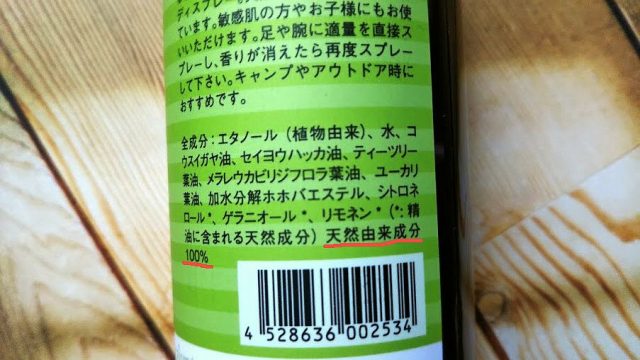 ています。敏感肌の方やお子様にもお使
いいただけます。足や腕に適量を直接ス
プレーし、香りが消えたら再度スプレー
して下さい。キャンプやアウトドア時に
おすすめです。
全成分：エタノール（植物由来）、水、コ
ウスイガヤ油、セイヨウハッカ油、ティーツリー
葉油、メラレウカビリジフロラ葉油、ユーカリ
葉油、加水分解ホホバエステル、シトロネ
ロール*、ゲラニオール*、リモネン*（*: 精
油に含まれる天然成分）天然由来成分
100%
4 528636 002534